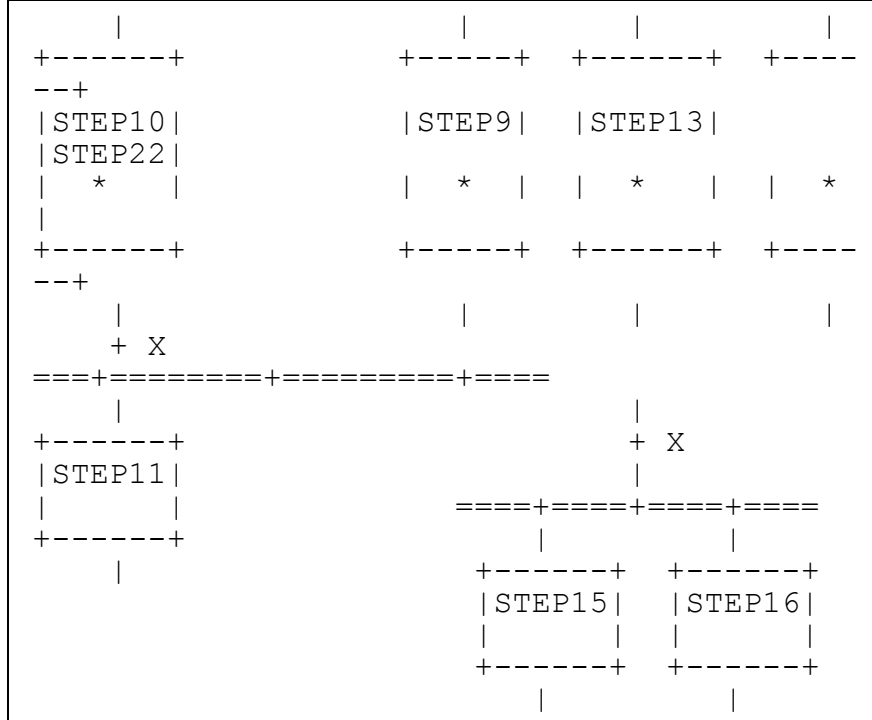 |                   |         |          |
+------+            +-----+  +------+  +----
--+
|STEP10|            |STEP9|  |STEP13|
|STEP22|
|  *   |            |  *  |  |  *   |  |  *
|
+------+            +-----+  +------+  +----
--+
    |                  |         |          |
    + X
===+========+=========+====
    |                            |
+------+                         + X
|STEP11|                         |
|      |               ====+====+====+====
+------+                   |         |
    |                   +------+  +------+
                        |STEP15|  |STEP16|
                        |      |  |      |
                        +------+  +------+
                           |         |